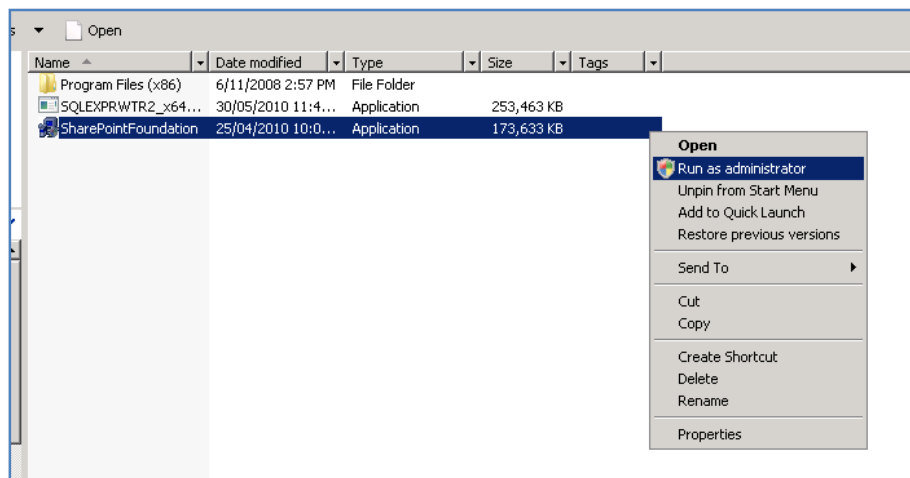 Open
Name Date modified Type Size Tags
Program Files (x86) 6/11/2008 2:57 PM File Folder
SQLEXPRWTR2_x64... 30/05/2010 11:4... Application 253,463 KB
SharePointFoundation 25/04/2010 10:0... Application 173,633 KB
Open
Run as administrator
Unpin from Start Menu
Add to Quick Launch
Restore previous versions
Send To
Cut
Copy
Create Shortcut
Delete
Rename
Properties